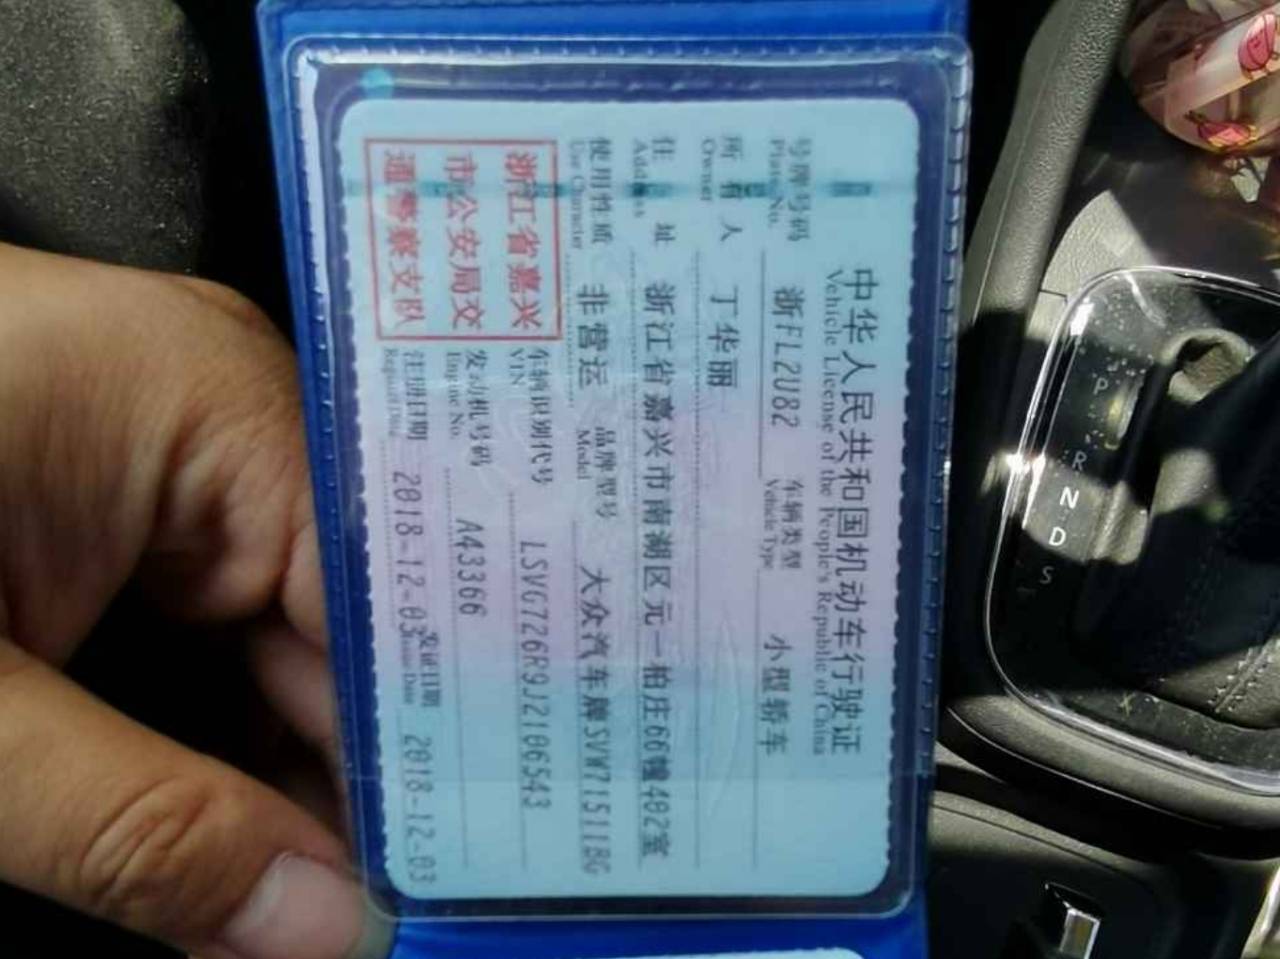 中华人民共和国机动车行驶证
Vehicle License of the People's Republic of China
号牌号码 浙FL2U82 车辆类型 小型轿车
Plate No. Vehicle Type
所有人 丁华丽
Owner
住址 浙江省嘉兴市南湖区元一柏庄66幢402室
Address
使用性质 非营运 品牌型号 大众汽车牌SVW71511BG
Use Character Model
浙江省嘉兴
市公安局交
通警察支队
车辆识别代号 LSVG726R9J2106543
VIN
发动机号码 A43366
Engine No.
注册日期 2018-12-03 发证日期 2018-12-03
Register Date Issue Date
P
R
N
D
S